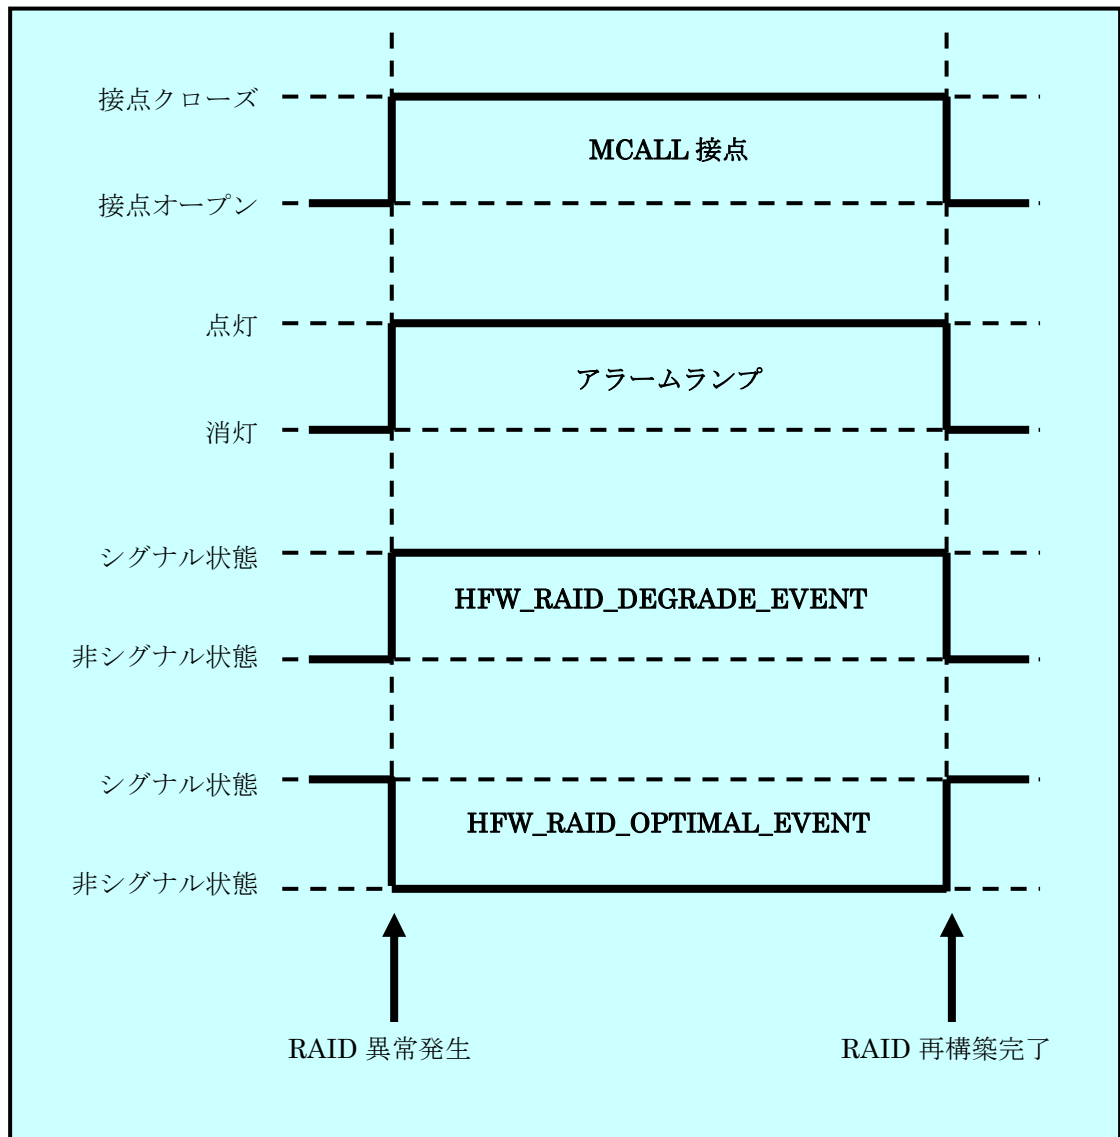 接点クローズ
MCALL 接点
接点オープン
点灯
アラームランプ
消灯
シグナル状態
HFW_RAID_DEGRADE_EVENT
非シグナル状態
シグナル状態
HFW_RAID_OPTIMAL_EVENT
非シグナル状態
RAID 異常発生
RAID 再構築完了